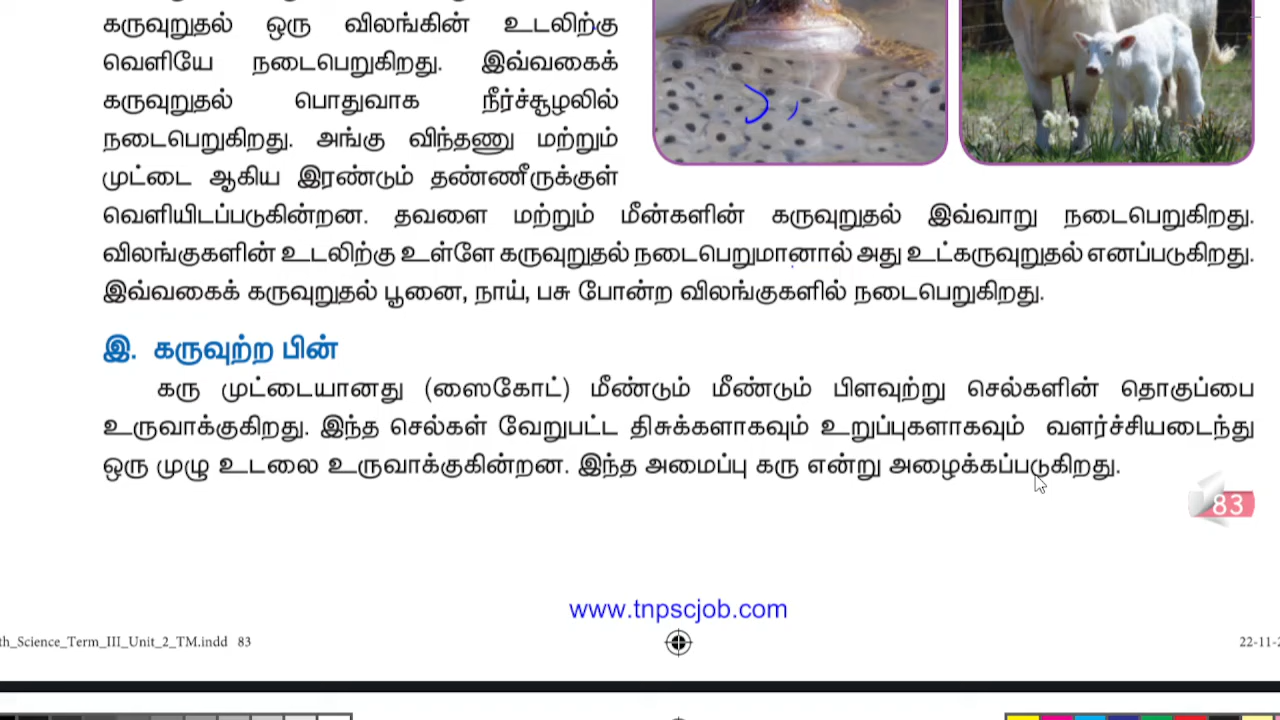 கருவுறுதல் ஒரு விலங்கின் உடலிற்கு
வெளியே நடைபெறுகிறது. இவ்வகைக்
கருவுறுதல் பொதுவாக நீர்ச்சூழலில்
நடைபெறுகிறது. அங்கு விந்தணு மற்றும்
முட்டை ஆகிய இரண்டும் தண்ணீருக்குள்
வெளியிடப்படுகின்றன. தவளை மற்றும் மீன்களின் கருவுறுதல் இவ்வாறு நடைபெறுகிறது.
விலங்குகளின் உடலிற்கு உள்ளே கருவுறுதல் நடைபெறுமானால் அது உட்கருவுறுதல் எனப்படுகிறது.
இவ்வகைக் கருவுறுதல் பூனை, நாய், பசு போன்ற விலங்குகளில் நடைபெறுகிறது.
இ. கருவுற்ற பின்
கரு முட்டையானது (ஸைகோட்) மீண்டும் மீண்டும் பிளவுற்று செல்களின் தொகுப்பை
உருவாக்குகிறது. இந்த செல்கள் வேறுபட்ட திசுக்களாகவும் உறுப்புகளாகவும் வளர்ச்சியடைந்து
ஒரு முழு உடலை உருவாக்குகின்றன. இந்த அமைப்பு கரு என்று அழைக்கப்படுகிறது.
83
www.tnpscjob.com
th_Science_Term_III_Unit_2_TM.indd 83
22-11-2